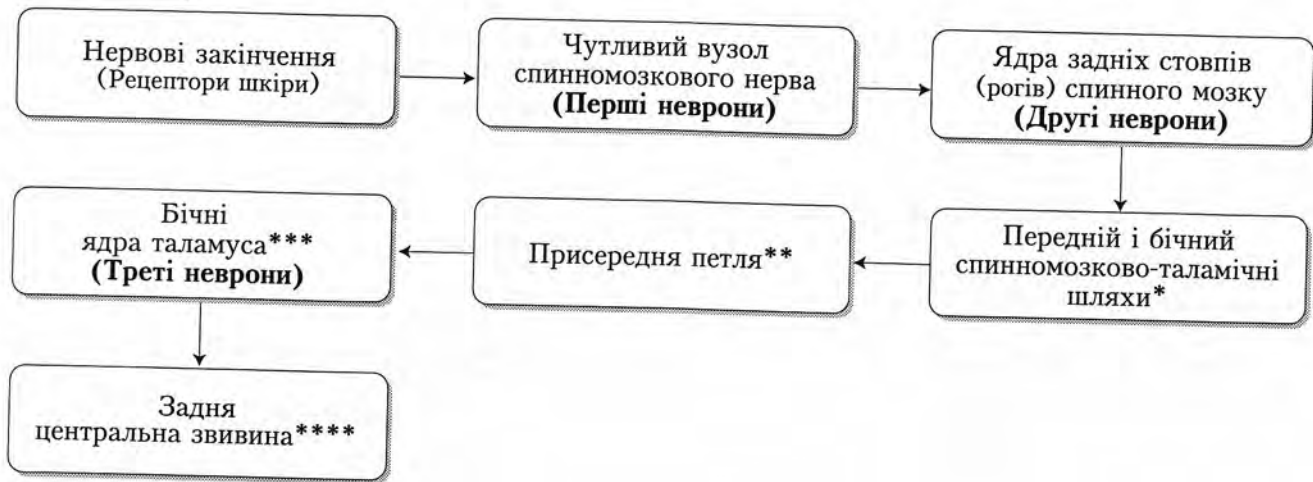 Нервові закінчення
(Рецептори шкіри)
Чутливий вузол
спинномозкового нерва
(Перші неврони)
Ядра задніх стовпів
(рогів) спинного мозку
(Другі неврони)
Бічні
ядра таламуса***
(Треті неврони)
Присередня петля**
Передній і бічний
спинномозково-таламічні
шляхи*
Задня
центральна звивина****